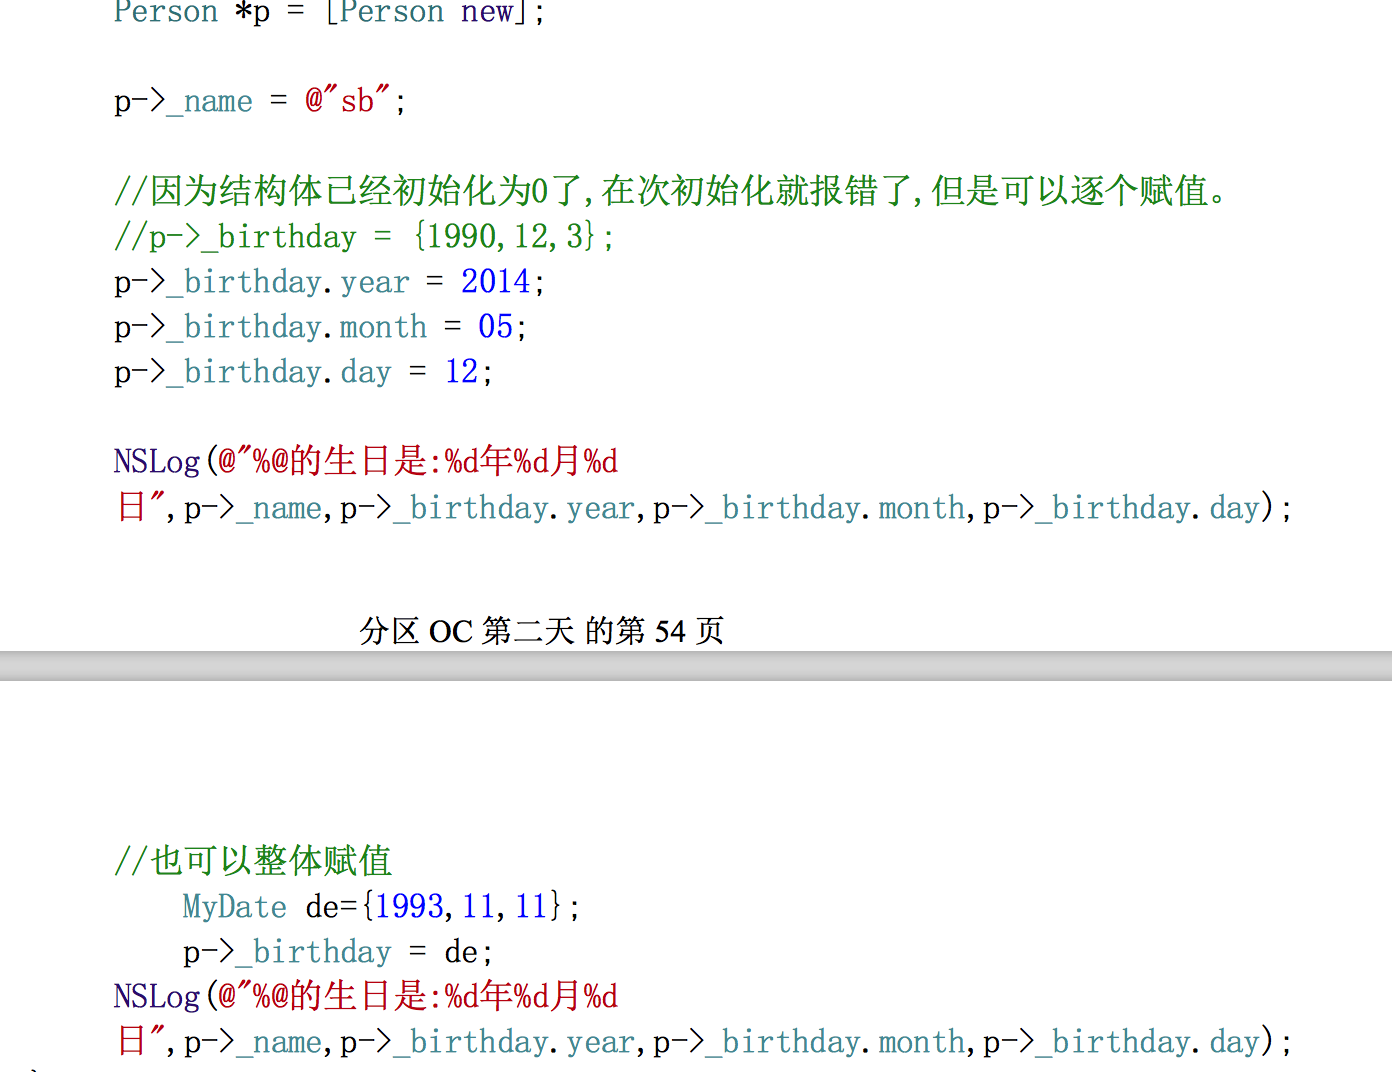 Person *p = [Person new];
p->_name = @"sb";
//因为结构体已经初始化为0了,在次初始化就报错了,但是可以逐个赋值。
//p->_birthday = {1990,12,3};
p->_birthday.year = 2014;
p->_birthday.month = 05;
p->_birthday.day = 12;
NSLog(@"%@的生日是:%d年%d月%d
日",p->_name,p->_birthday.year,p->_birthday.month,p->_birthday.day);
分区 OC 第二天 的第 54 页
//也可以整体赋值
MyDate de={1993,11,11};
p->_birthday = de;
NSLog(@"%@的生日是:%d年%d月%d
日",p->_name,p->_birthday.year,p->_birthday.month,p->_birthday.day);